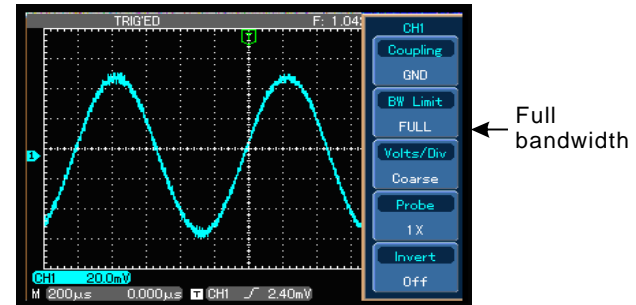 TRIG'ED F: 1.04
CH1
Coupling
GND
BW Limit
FULL
Volts/Div
Coarse
Probe
1X
Invert
Off
Full
bandwidth
T
1
CH1 20.0mV
M 200μs 0.000μs T CH1 2.40mV